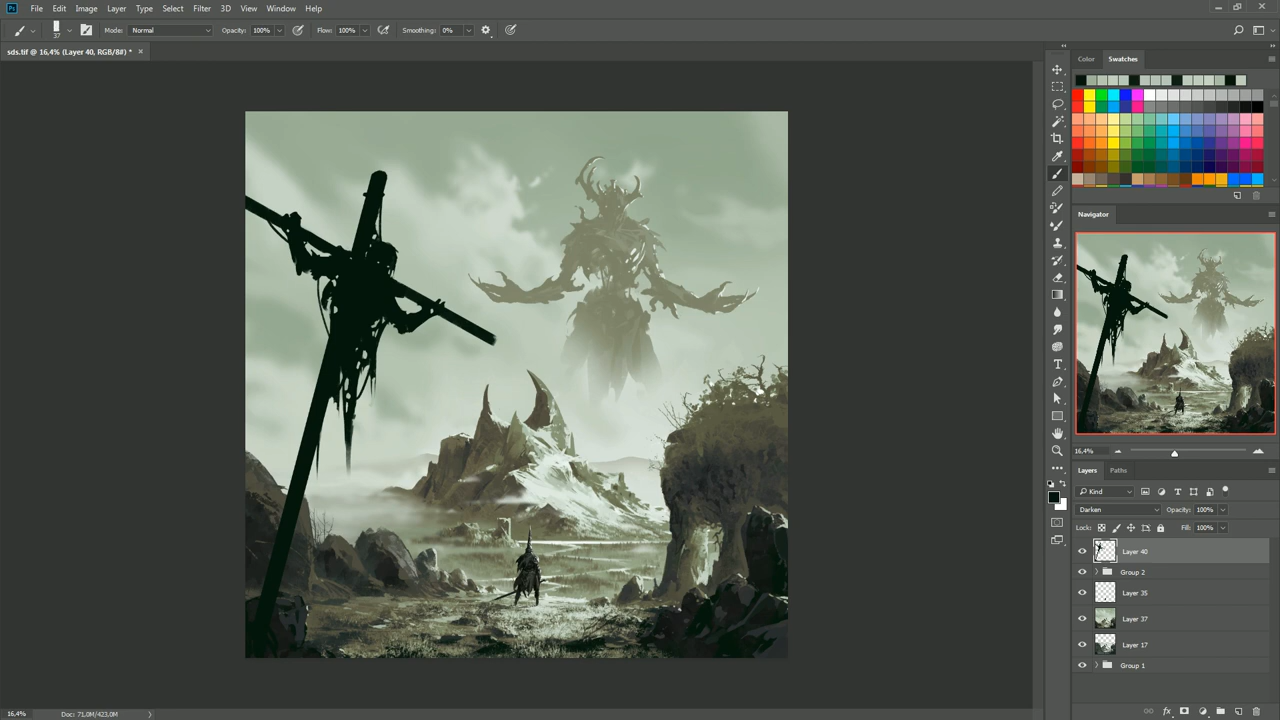 Ps File Edit Image Layer Type Select Filter 3D View Window Help
37 Mode: Normal Opacity: 100% Flow: 100% Smoothing: 0%
sds.tif @ 16,4% (Layer 40, RGB/8#) * ×
Color Swatches
Navigator
16,4%
Layers Paths
Kind
Darken Opacity: 100%
Lock: Fill: 100%
Layer 40
Group 2
Layer 35
Layer 37
Layer 17
Group 1
fx
16,4% Doc: 71,0M/423,0M